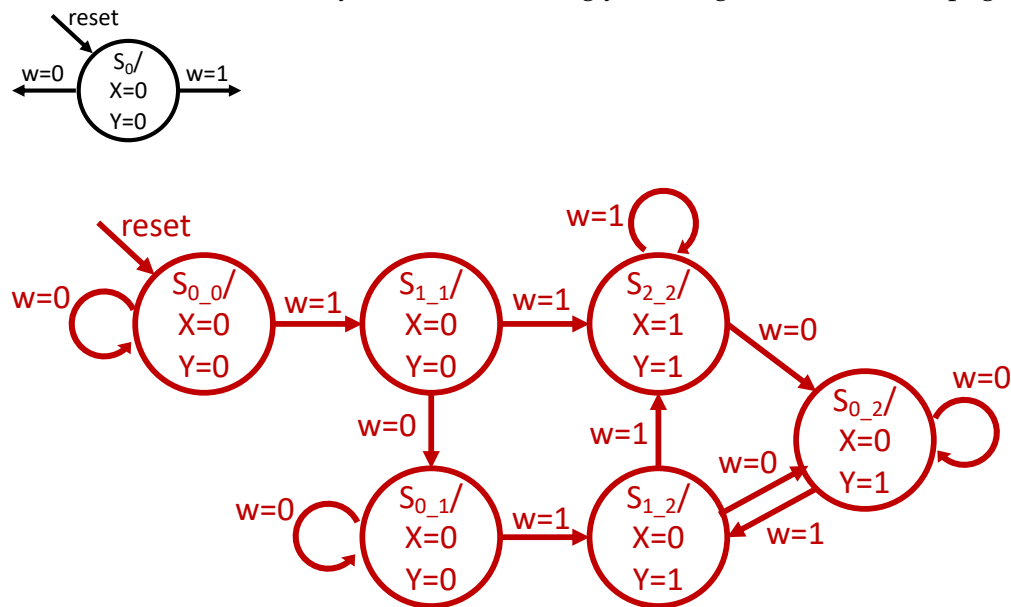 reset
w=0
S0/
X=0
Y=0
w=1
reset
w=0
S0_0/
X=0
Y=0
w=1
S1_1/
X=0
Y=0
w=1
w=1
S2_2/
X=1
Y=1
w=0
S0_2/
X=0
Y=1
w=0
w=0
w=1
w=0
w=0
S0_1/
X=0
Y=0
w=1
S1_2/
X=0
Y=1
w=1